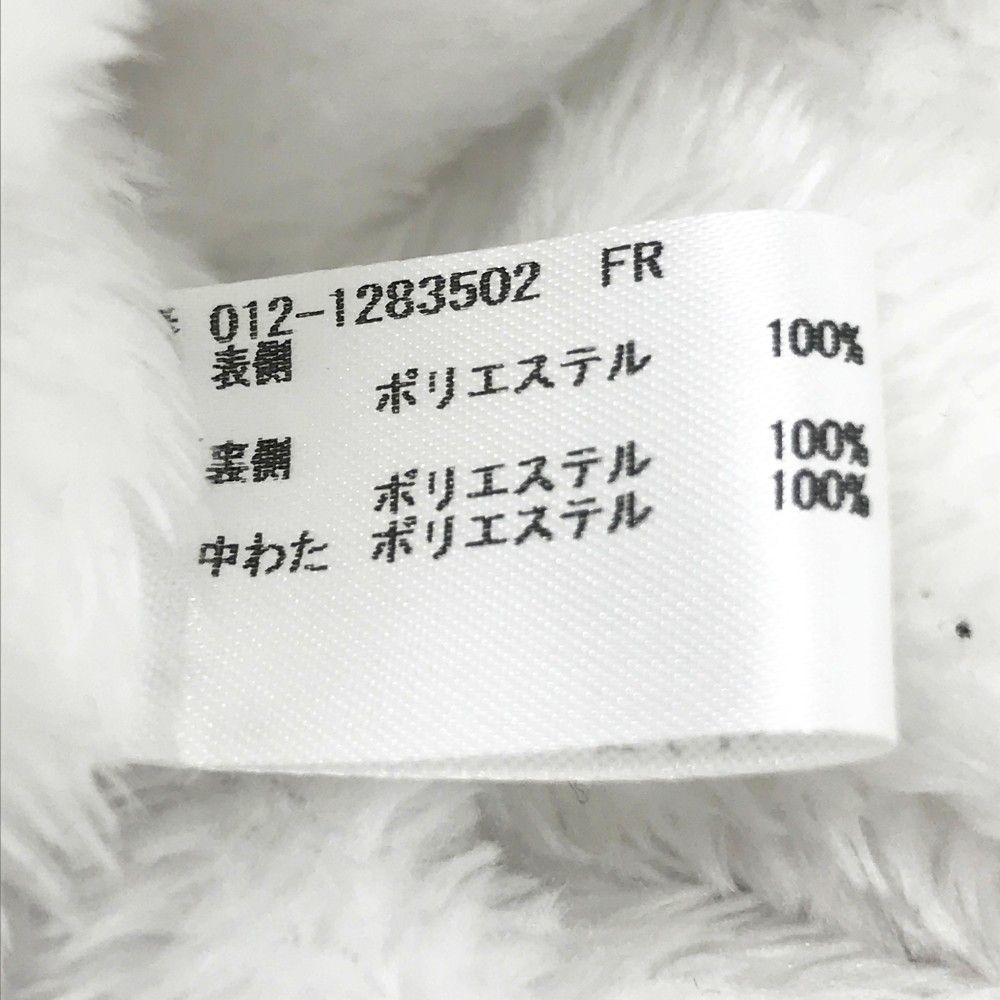 012-1283502 FR
表側
ポリエステル 100%
裏側
ポリエステル 100%
中わた ポリエステル 100%